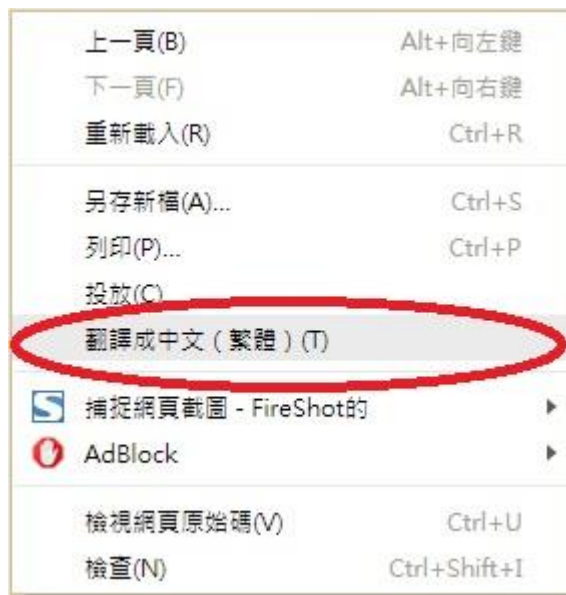 上一頁(B) Alt+向左鍵
下一頁(F) Alt+向右鍵
重新載入(R) Ctrl+R
另存新檔(A)... Ctrl+S
列印(P)... Ctrl+P
投放(C)
翻譯成中文（繁體）(T)
捕捉網頁截圖 - FireShot的
AdBlock
檢視網頁原始碼(V) Ctrl+U
檢查(N) Ctrl+Shift+I